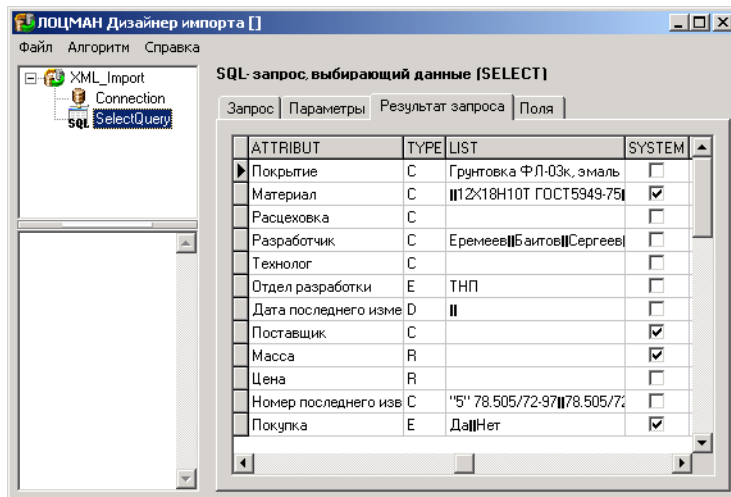 ЛОЦМАН Дизайнер импорта []
Файл Алгоритм Справка
XML_Import
Connection
SQL SelectQuery
SQL-запрос, выбирающий данные (SELECT)
Запрос Параметры Результат запроса Поля
ATTRIBUT TYPE LIST SYSTEM
Покрытие C Грунтовка ФЛ-03к, эмаль
Материал C ||12Х18Н10Т ГОСТ5949-75
Расцеховка C
Разработчик C Еремеев||Баитов||Сергеев|
Технолог C
Отдел разработки E ТНП
Дата последнего изме D ||
Поставщик C
Масса R
Цена R
Номер последнего изв C "5" 78.505/72-97||78.505/72
Покупка E Да||Нет